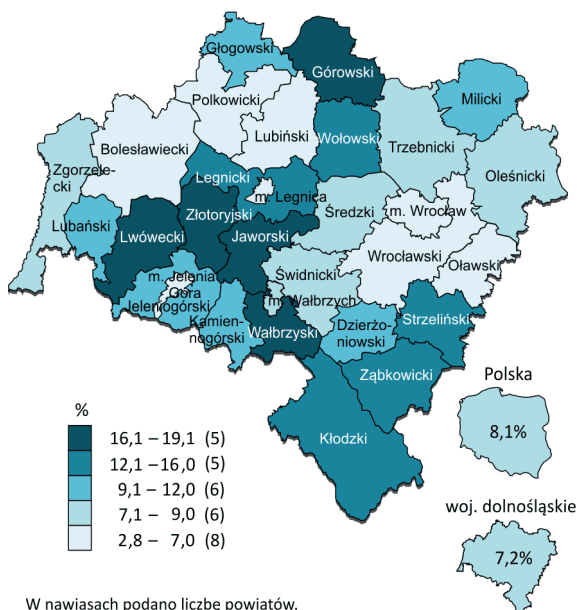 Głogowski
Górowski
Milicki
Polkowicki
Lubiński
Wołowski
Trzebnicki
Bolesławiecki
Zgorzele-
cki
Legnicki
m. Legnica
Oleśnicki
Złotoryjski
Średzki
m. Wrocław
Lubański
Lwówecki
Jaworski
Wrocławski
Oławski
m. Jelenia
Góra
Jeleniogórski
Świdnicki
m. Wałbrzych
Kamien-
nogórski
Wałbrzyski
Dzierżo-
niowski
Strzeliński
Ząbkowicki
Kłodzki
Polska
8,1%
woj. dolnośląskie
7,2%
%
16,1 – 19,1 (5)
12,1 – 16,0 (5)
9,1 – 12,0 (6)
7,1 – 9,0 (6)
2,8 – 7,0 (8)
W nawiasach podano liczbę powiatów.